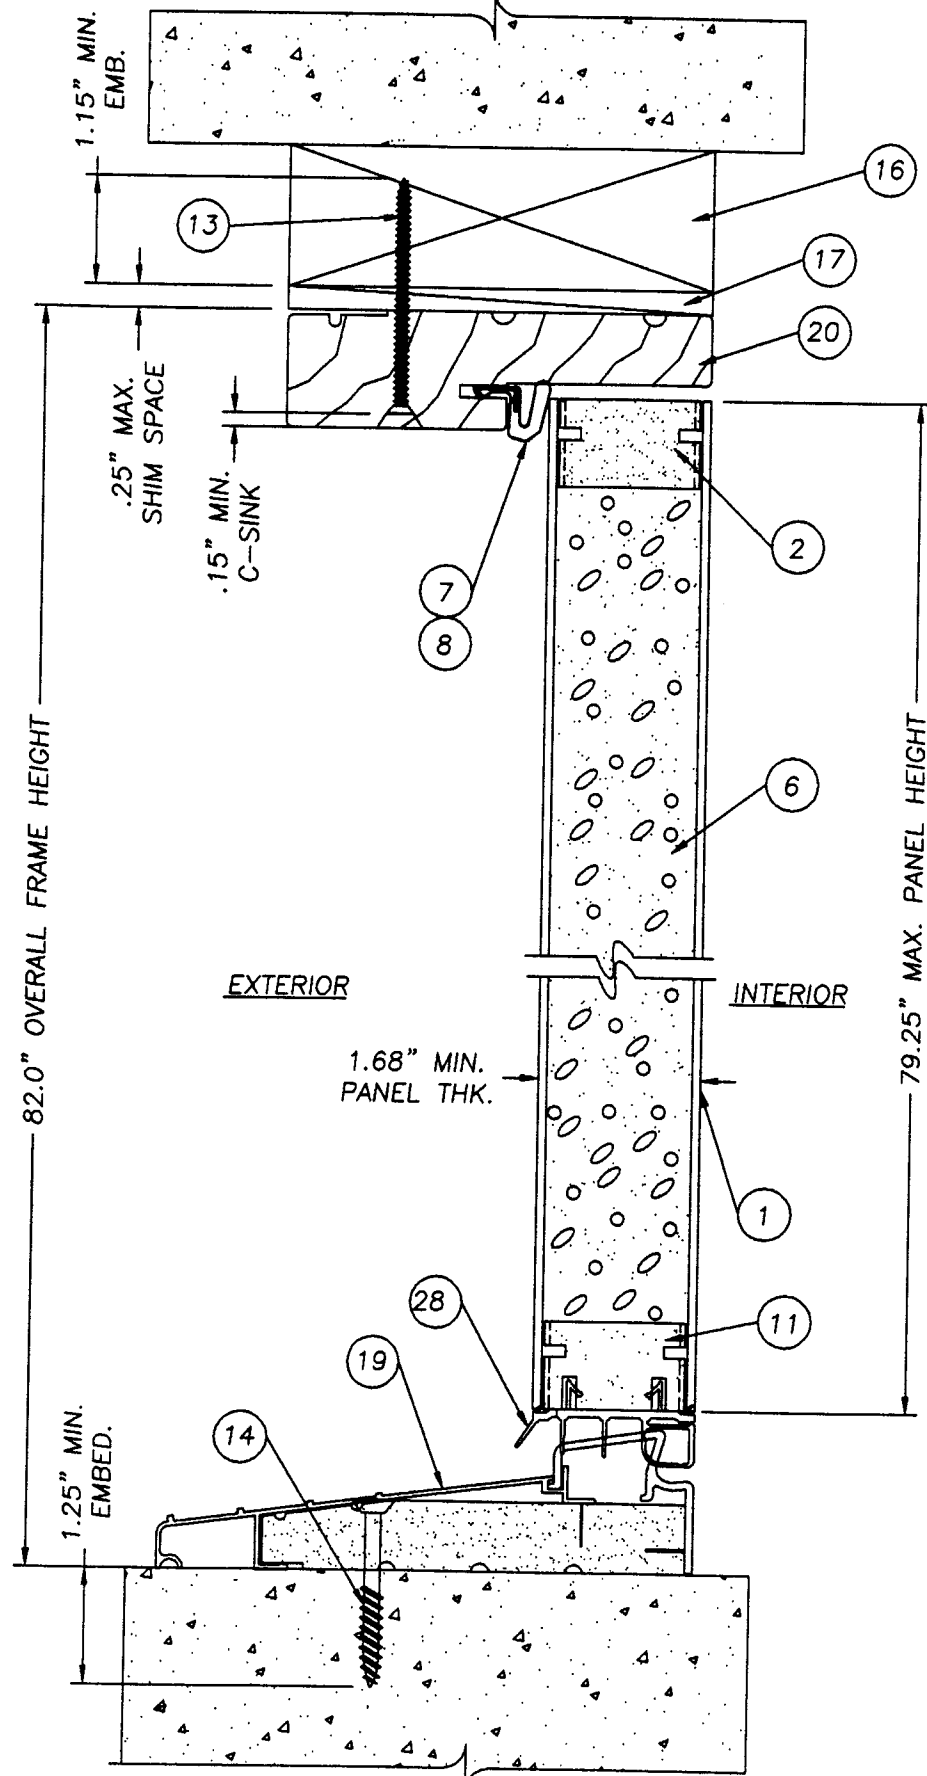 1.15" MIN.
EMB.
13
16
17
20
.25" MAX.
SHIM SPACE
.15" MIN.
C-SINK
2
7
8
82.0" OVERALL FRAME HEIGHT
6
79.25" MAX. PANEL HEIGHT
EXTERIOR
INTERIOR
1.68" MIN.
PANEL THK.
1
28
11
19
14
1.25" MIN.
EMBED.